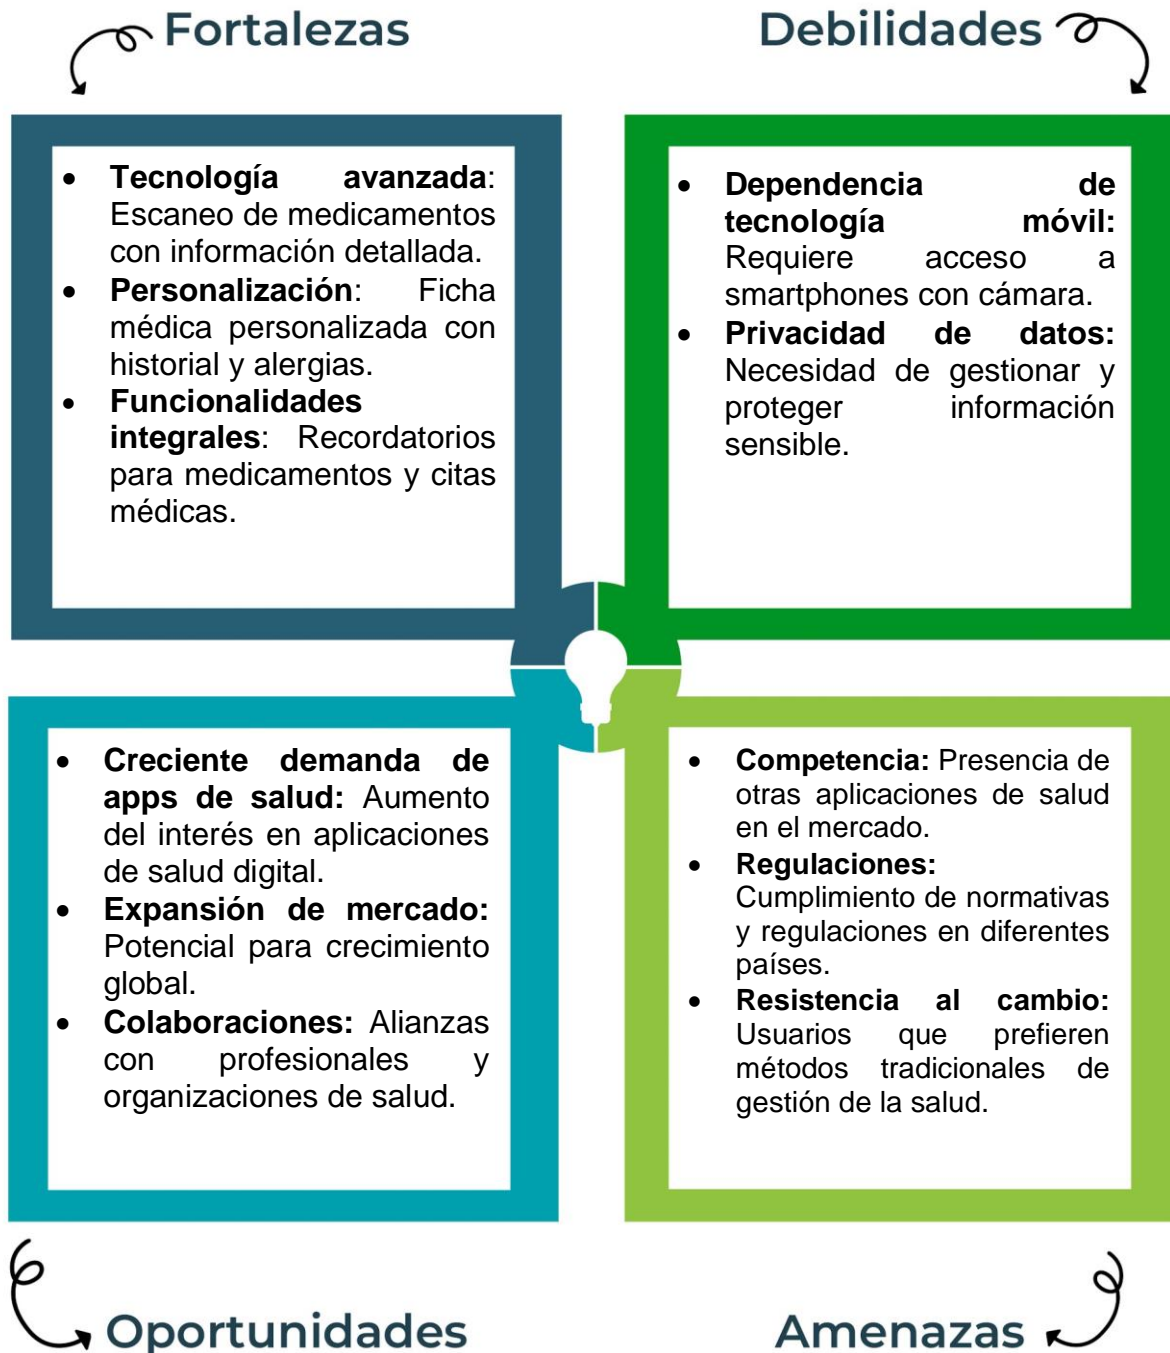 Fortalezas
• Tecnología avanzada:
Escaneo de medicamentos
con información detallada.
• Personalización: Ficha
médica personalizada con
historial y alergias.
• Funcionalidades
integrales: Recordatorios
para medicamentos y citas
médicas.
Debilidades
• Dependencia de
tecnología móvil:
Requiere acceso a
smartphones con cámara.
• Privacidad de datos:
Necesidad de gestionar y
proteger información
sensible.
• Creciente demanda de
apps de salud: Aumento
del interés en aplicaciones
de salud digital.
• Expansión de mercado:
Potencial para crecimiento
global.
• Colaboraciones: Alianzas
con profesionales y
organizaciones de salud.
Oportunidades
• Competencia: Presencia de
otras aplicaciones de salud
en el mercado.
• Regulaciones:
Cumplimiento de normativas
y regulaciones en diferentes
países.
• Resistencia al cambio:
Usuarios que prefieren
métodos tradicionales de
gestión de la salud.
Amenazas